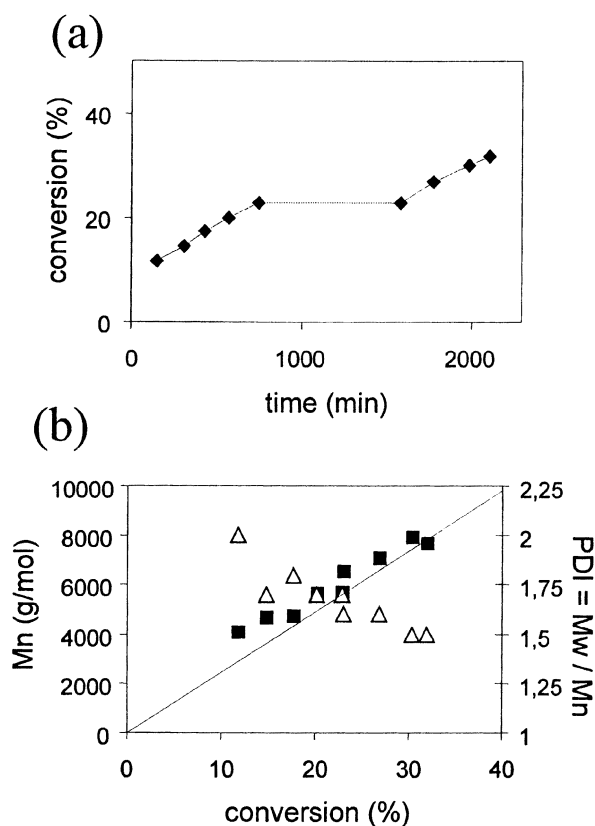 (a)
conversion (%)
40
20
0
0 1000 2000
time (min)
(b)
Mn (g/mol)
10000
8000
6000
4000
2000
0
2,25
2
1,75
1,5
1,25
1
PDI = Mw / Mn
0 10 20 30 40
conversion (%)